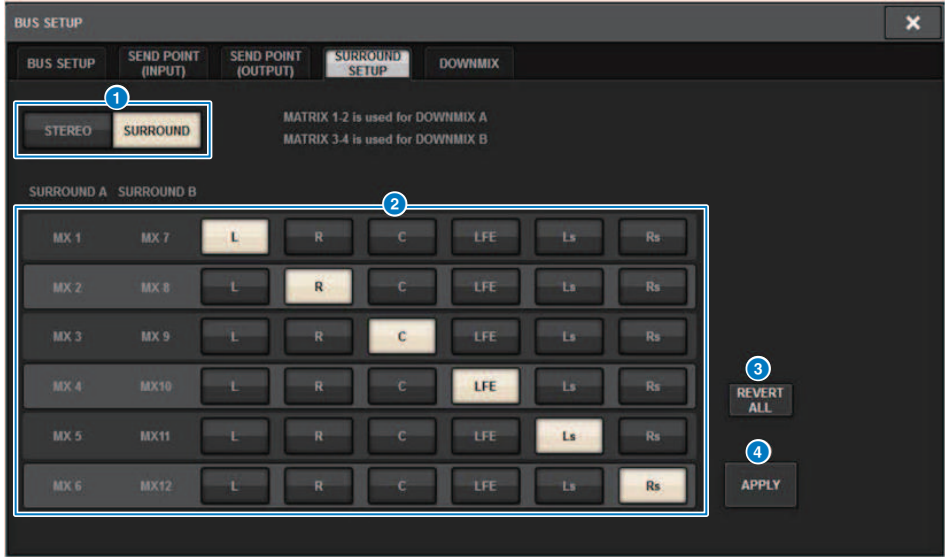 BUS SETUP
×
BUS SETUP
SEND POINT
(INPUT)
SEND POINT
(OUTPUT)
SURROUND
SETUP
DOWNMIX
1
STEREO
SURROUND
MATRIX 1-2 is used for DOWNMIX A
MATRIX 3-4 is used for DOWNMIX B
SURROUND A SURROUND B
2
MX 1 MX 7 L R C LFE Ls Rs
MX 2 MX 8 L R C LFE Ls Rs
MX 3 MX 9 L R C LFE Ls Rs
MX 4 MX10 L R C LFE Ls Rs
MX 5 MX11 L R C LFE Ls Rs
MX 6 MX12 L R C LFE Ls Rs
3
REVERT
ALL
4
APPLY